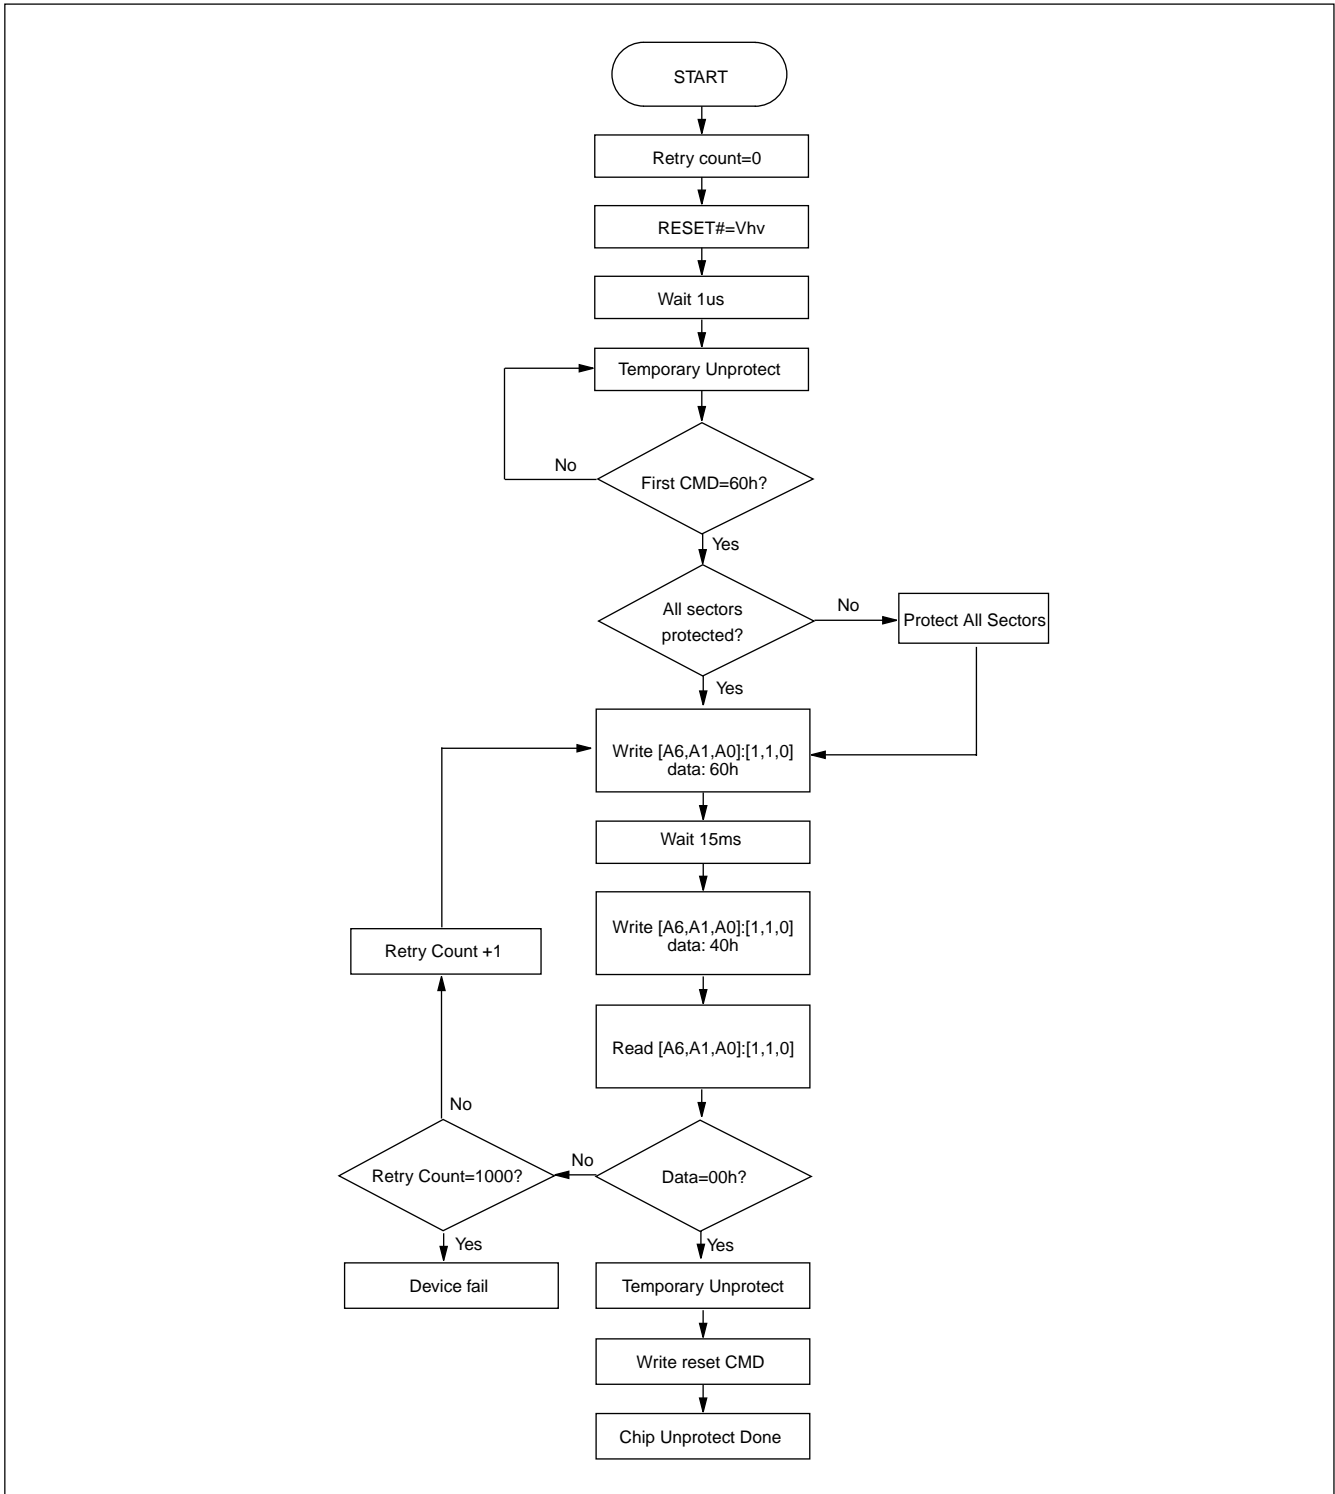 START
Retry count=0
RESET#=Vhv
Wait 1us
Temporary Unprotect
No
First CMD=60h?
Yes
All sectors
protected?
No
Protect All Sectors
Yes
Write [A6,A1,A0]:[1,1,0]
data: 60h
Wait 15ms
Write [A6,A1,A0]:[1,1,0]
data: 40h
Retry Count +1
Read [A6,A1,A0]:[1,1,0]
No
Retry Count=1000?
No
Data=00h?
Yes
Yes
Device fail
Temporary Unprotect
Write reset CMD
Chip Unprotect Done